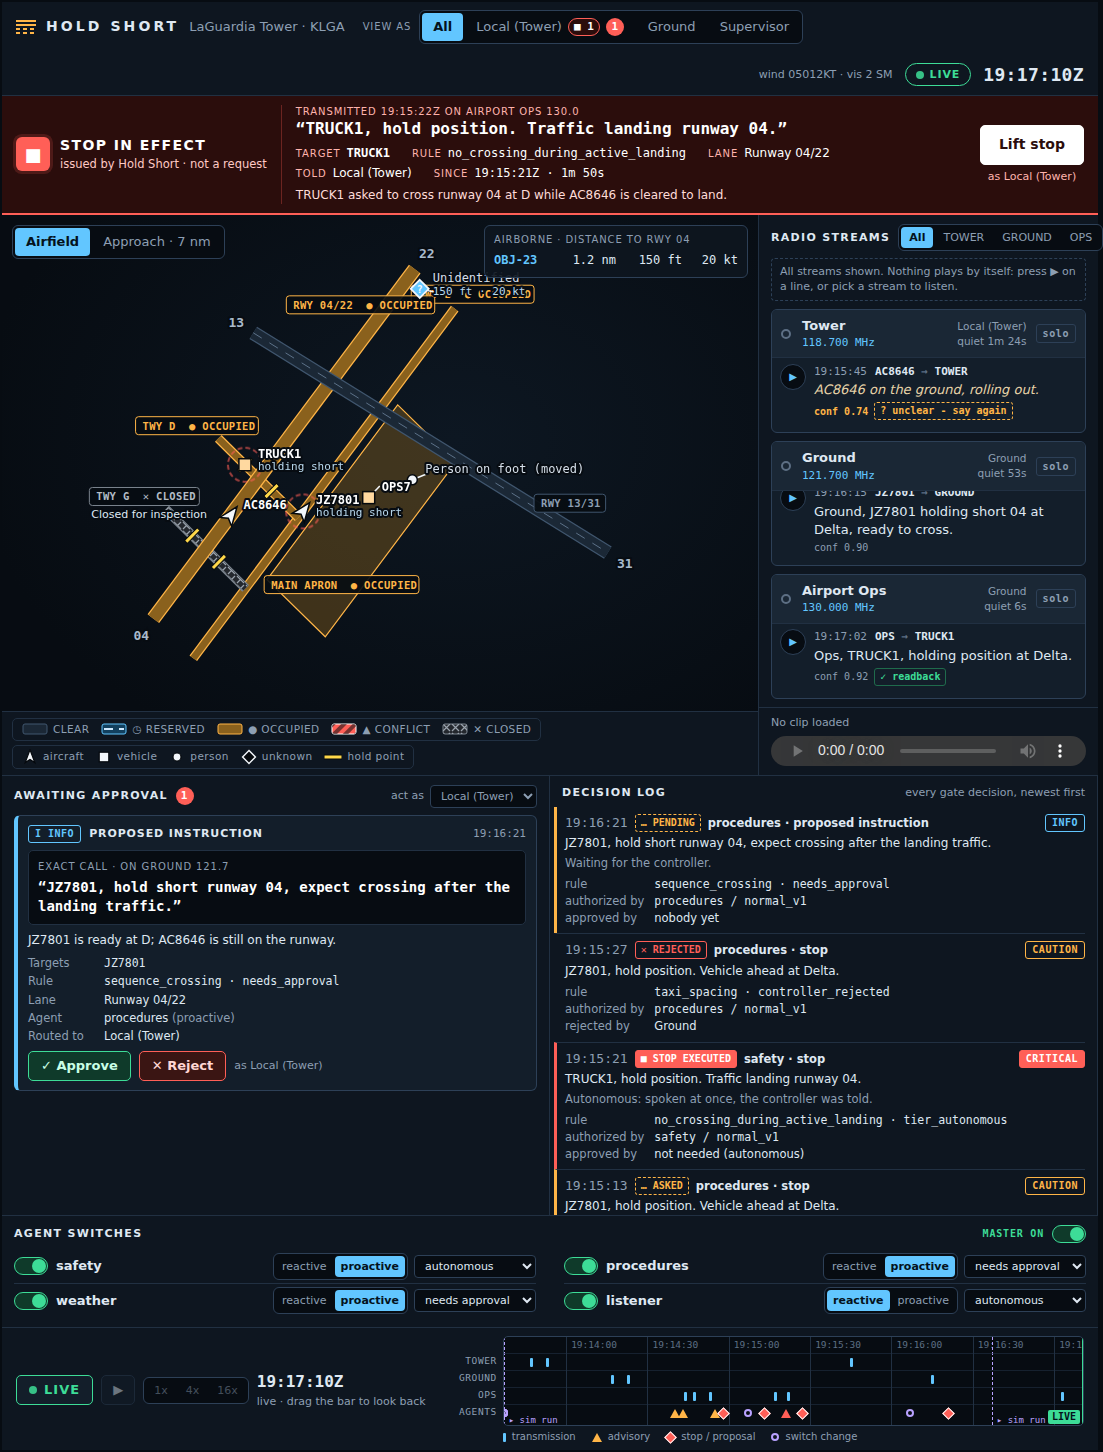 HOLD SHORT LaGuardia Tower · KLGA VIEW AS All Local (Tower) ■ 1 1 Ground Supervisor
wind 05012KT · vis 2 SM ● LIVE 19:17:10Z
STOP IN EFFECT
issued by Hold Short · not a request
TRANSMITTED 19:15:22Z ON AIRPORT OPS 130.0
“TRUCK1, hold position. Traffic landing runway 04.”
TARGET TRUCK1 RULE no_crossing_during_active_landing LANE Runway 04/22
TOLD Local (Tower) SINCE 19:15:21Z · 1m 50s
TRUCK1 asked to cross runway 04 at D while AC8646 is cleared to land.
Lift stop
as Local (Tower)
Airfield Approach · 7 nm
AIRBORNE · DISTANCE TO RWY 04
OBJ-23 1.2 nm 150 ft 20 kt
22
Unidentified
150 ft · 20 kt
RWY 04/22 ● OCCUPIED
OCCUPIED
13
TWY D ● OCCUPIED
TRUCK1
holding short
Person on foot (moved)
OPS7
TWY G ✕ CLOSED
Closed for inspection
AC8646
JZ7801
holding short
RWY 13/31
31
MAIN APRON ● OCCUPIED
04
CLEAR ◷ RESERVED ● OCCUPIED ▲ CONFLICT ✕ CLOSED
aircraft vehicle person unknown hold point
RADIO STREAMS All TOWER GROUND OPS
All streams shown. Nothing plays by itself: press ▶ on
a line, or pick a stream to listen.
Tower
118.700 MHz
Local (Tower)
quiet 1m 24s
solo
19:15:45 AC8646 → TOWER
AC8646 on the ground, rolling out.
conf 0.74 ? unclear - say again
Ground
121.700 MHz
Ground
quiet 53s
solo
19:16:15 JZ7801 → GROUND
Ground, JZ7801 holding short 04 at
Delta, ready to cross.
conf 0.90
Airport Ops
130.000 MHz
Ground
quiet 6s
solo
19:17:02 OPS → TRUCK1
Ops, TRUCK1, holding position at Delta.
conf 0.92 ✓ readback
No clip loaded
0:00 / 0:00
AWAITING APPROVAL 1 act as Local (Tower)
I INFO PROPOSED INSTRUCTION 19:16:21
EXACT CALL · ON GROUND 121.7
“JZ7801, hold short runway 04, expect crossing after the
landing traffic.”
JZ7801 is ready at D; AC8646 is still on the runway.
Targets JZ7801
Rule sequence_crossing · needs_approval
Lane Runway 04/22
Agent procedures (proactive)
Routed to Local (Tower)
✓ Approve ✕ Reject as Local (Tower)
DECISION LOG every gate decision, newest first
19:16:21 … PENDING procedures · proposed instruction INFO
JZ7801, hold short runway 04, expect crossing after the landing traffic.
Waiting for the controller.
rule sequence_crossing · needs_approval
authorized by procedures / normal_v1
approved by nobody yet
19:15:27 ✕ REJECTED procedures · stop CAUTION
JZ7801, hold position. Vehicle ahead at Delta.
rule taxi_spacing · controller_rejected
authorized by procedures / normal_v1
rejected by Ground
19:15:21 ■ STOP EXECUTED safety · stop CRITICAL
TRUCK1, hold position. Traffic landing runway 04.
Autonomous: spoken at once, the controller was told.
rule no_crossing_during_active_landing · tier_autonomous
authorized by safety / normal_v1
approved by not needed (autonomous)
19:15:13 … ASKED procedures · stop CAUTION
JZ7801, hold position. Vehicle ahead at Delta.
AGENT SWITCHES MASTER ON
safety reactive proactive autonomous
procedures reactive proactive needs approval
weather reactive proactive needs approval
listener reactive proactive autonomous
● LIVE ▶ 1x 4x 16x
19:17:10Z
live · drag the bar to look back
19:14:00 19:14:30 19:15:00 19:15:30 19:16:00 19:16:30 19:1
TOWER
GROUND
OPS
AGENTS
▸ sim run ▸ sim run LIVE
transmission advisory stop / proposal switch change